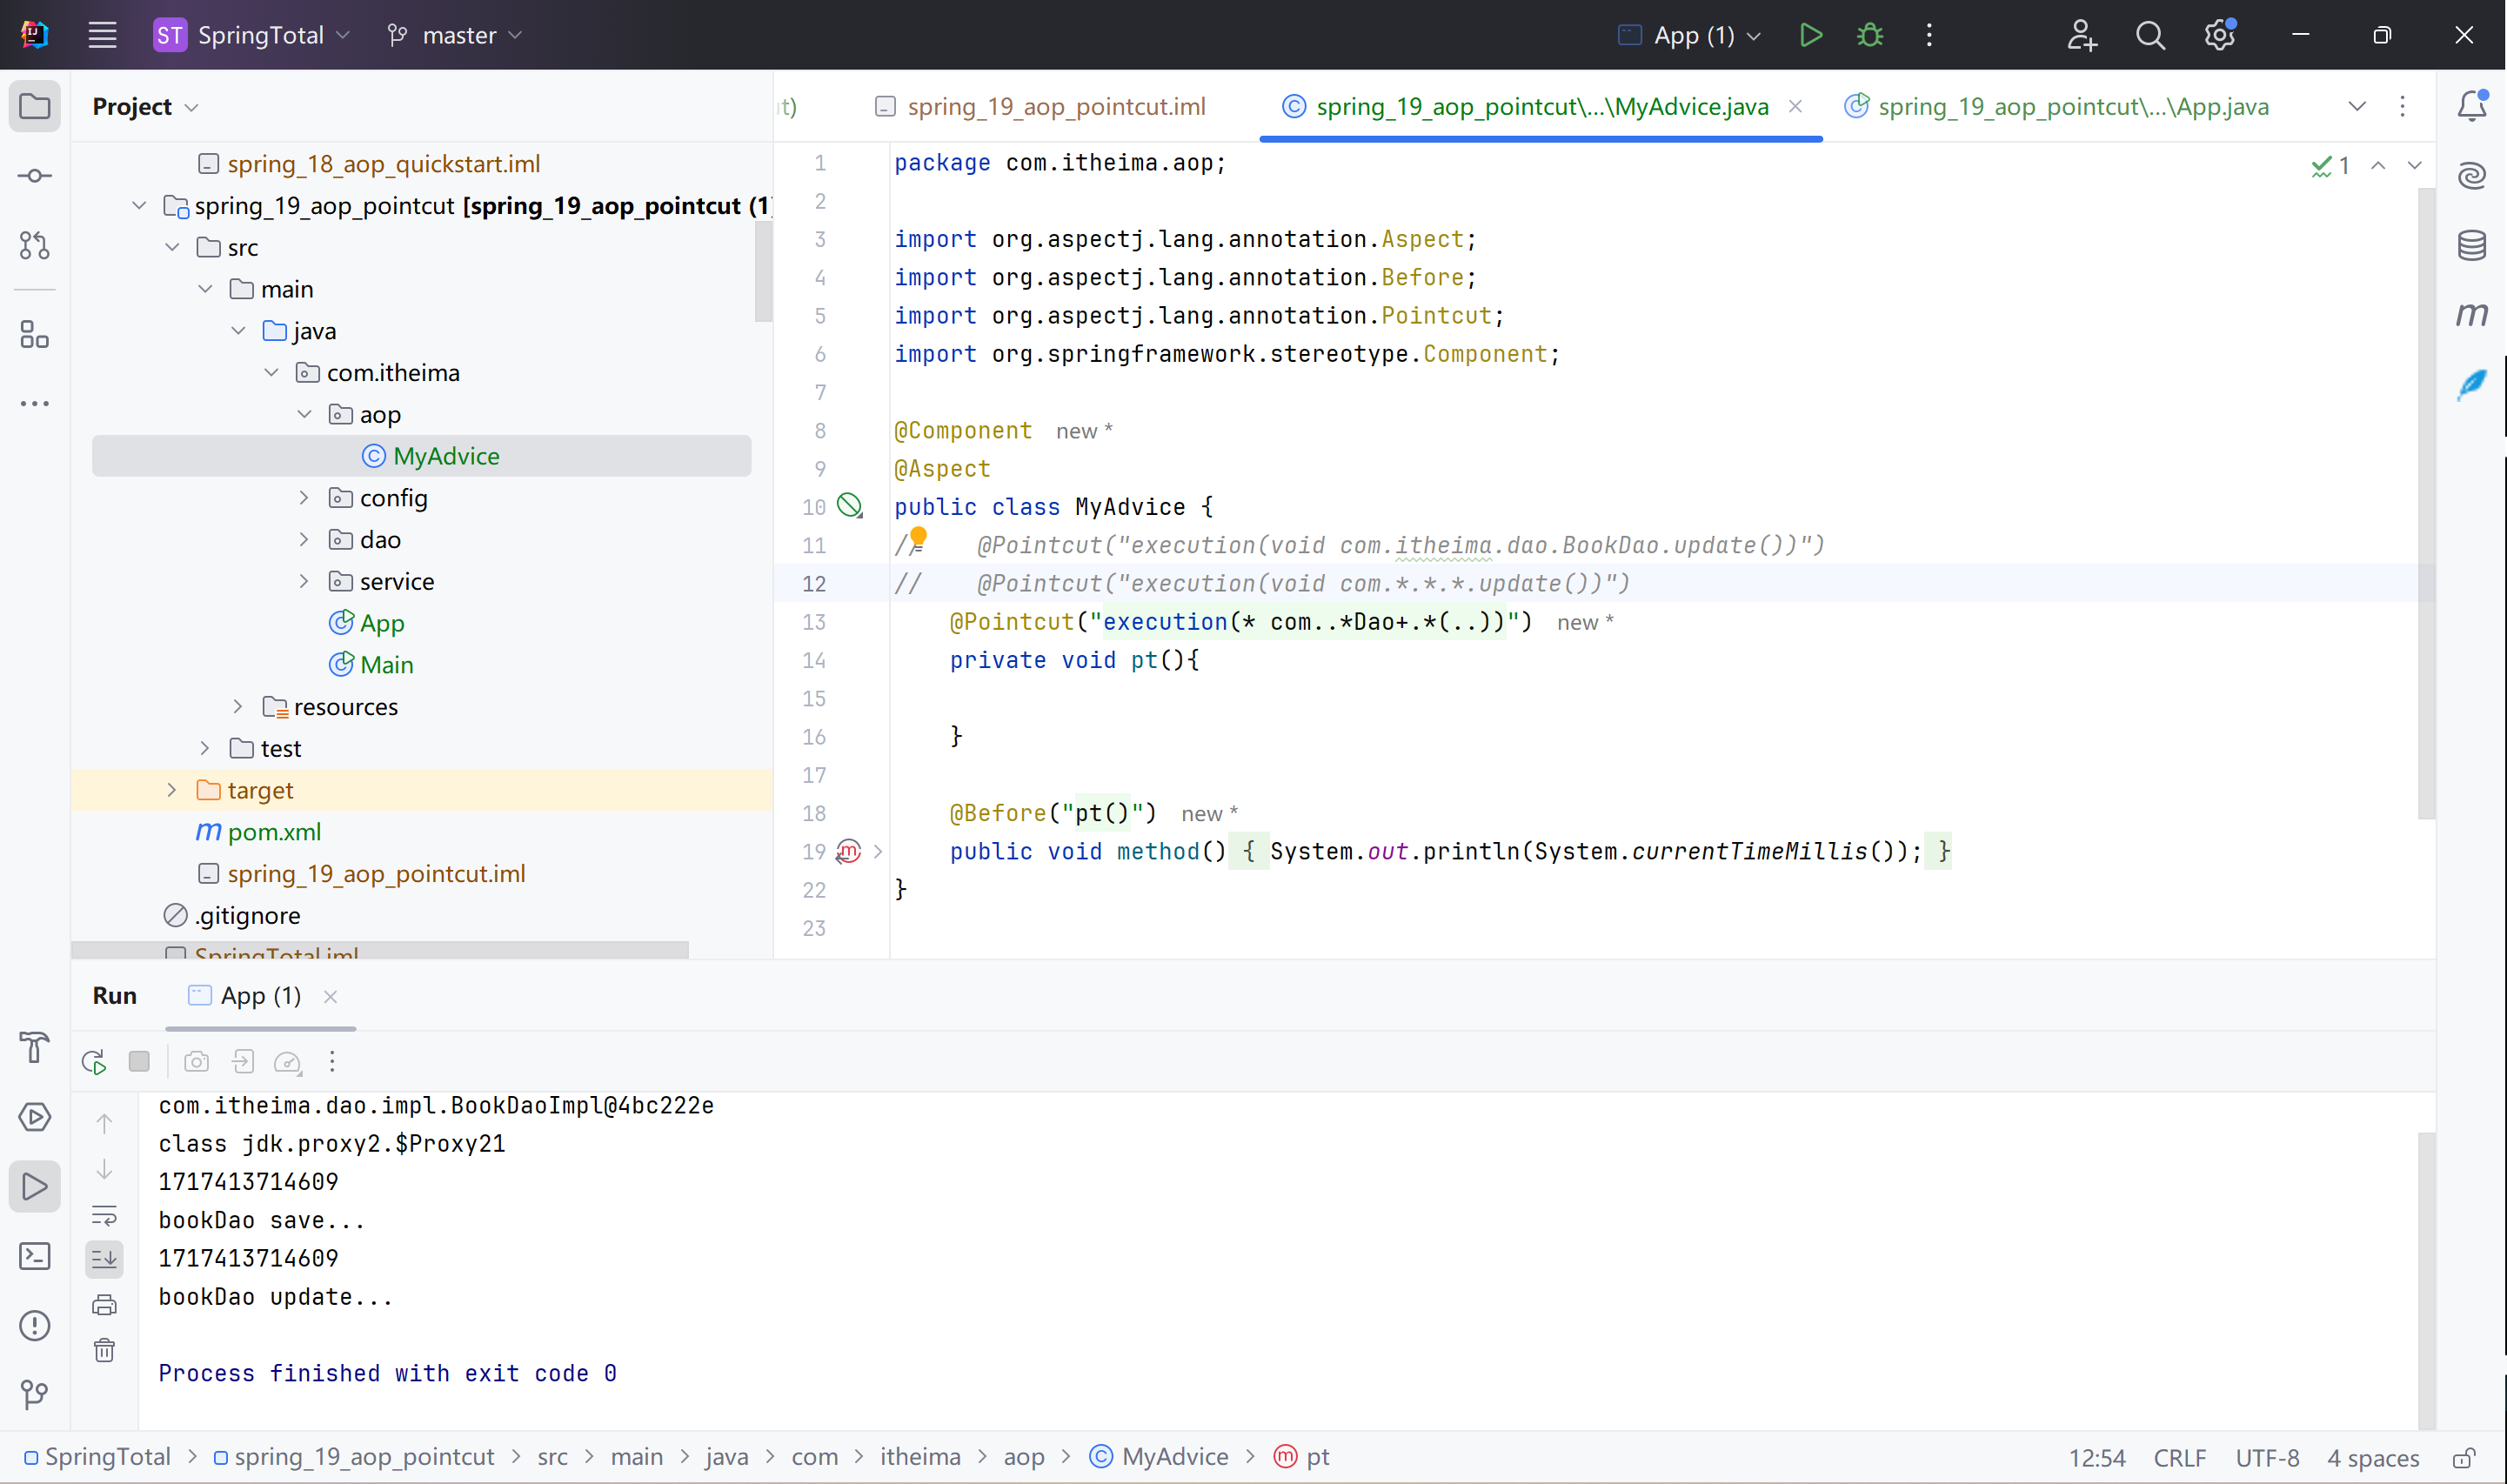 ST SpringTotal master App (1)
Project
t) spring_19_aop_pointcut.iml spring_19_aop_pointcut\...\MyAdvice.java spring_19_aop_pointcut\...\App.java
spring_18_aop_quickstart.iml
spring_19_aop_pointcut [spring_19_aop_pointcut (1)
src
main
java
com.itheima
aop
MyAdvice
config
dao
service
App
Main
resources
test
target
pom.xml
spring_19_aop_pointcut.iml
.gitignore
SpringTotal.iml
1
1 package com.itheima.aop;
2
3 import org.aspectj.lang.annotation.Aspect;
4 import org.aspectj.lang.annotation.Before;
5 import org.aspectj.lang.annotation.Pointcut;
6 import org.springframework.stereotype.Component;
7
8 @Component new *
9 @Aspect
10 public class MyAdvice {
11 // @Pointcut("execution(void com.itheima.dao.BookDao.update())")
12 // @Pointcut("execution(void com.*.*.*.update())")
13 @Pointcut("execution(* com..*Dao+.*(..))") new *
14 private void pt(){
15
16 }
17
18 @Before("pt()") new *
19 public void method() { System.out.println(System.currentTimeMillis()); }
22 }
23
Run App (1)
com.itheima.dao.impl.BookDaoImpl@4bc222e
class jdk.proxy2.$Proxy21
1717413714609
bookDao save...
1717413714609
bookDao update...
Process finished with exit code 0
SpringTotal > spring_19_aop_pointcut > src > main > java > com > itheima > aop > MyAdvice > pt 12:54 CRLF UTF-8 4 spaces